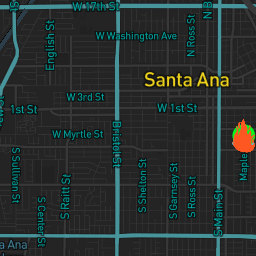 W 17th St
N B
W Washington Ave
English St
N Ross St
Santa Ana
W 3rd St
1st St
W 1st St
W Myrtle St
Bristol St
Maple
S Sullivan St
S Raitt St
S Shelton St
S Garnsey St
S Ross St
S Main St
S Center St
a Ana